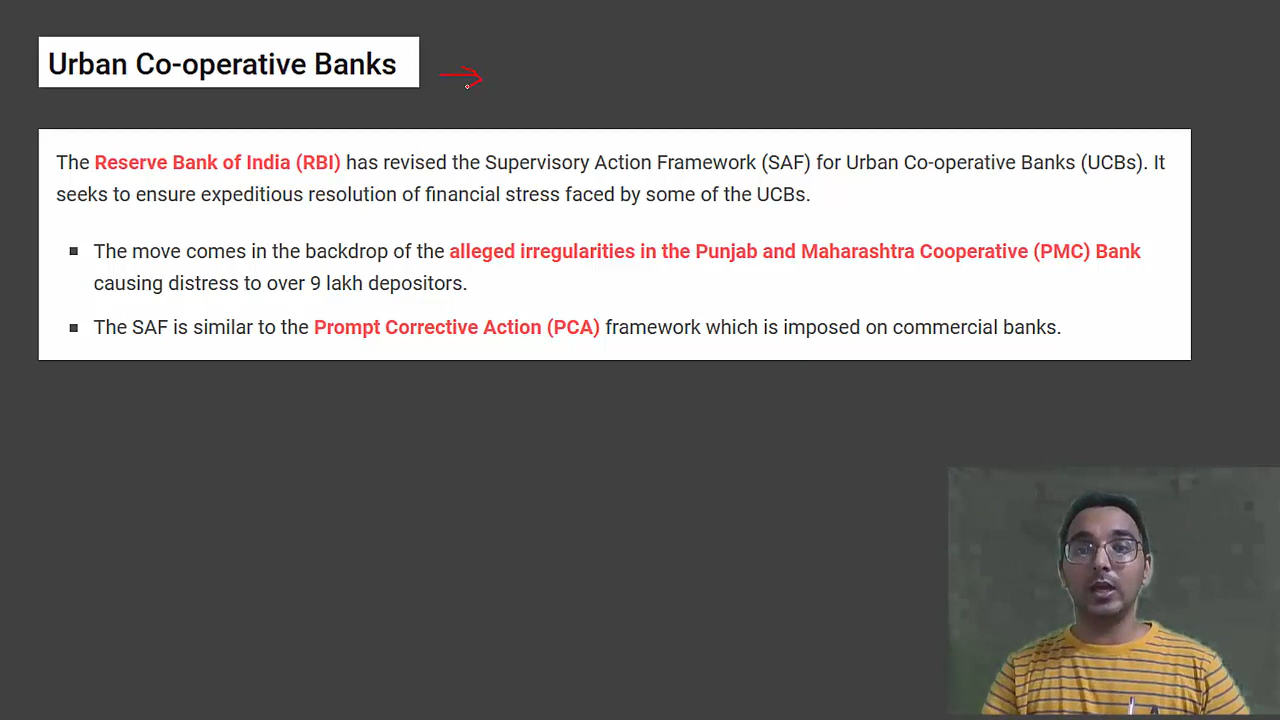 Urban Co-operative Banks
The Reserve Bank of India (RBI) has revised the Supervisory Action Framework (SAF) for Urban Co-operative Banks (UCBs). It
seeks to ensure expeditious resolution of financial stress faced by some of the UCBs.
The move comes in the backdrop of the alleged irregularities in the Punjab and Maharashtra Cooperative (PMC) Bank
causing distress to over 9 lakh depositors.
The SAF is similar to the Prompt Corrective Action (PCA) framework which is imposed on commercial banks.